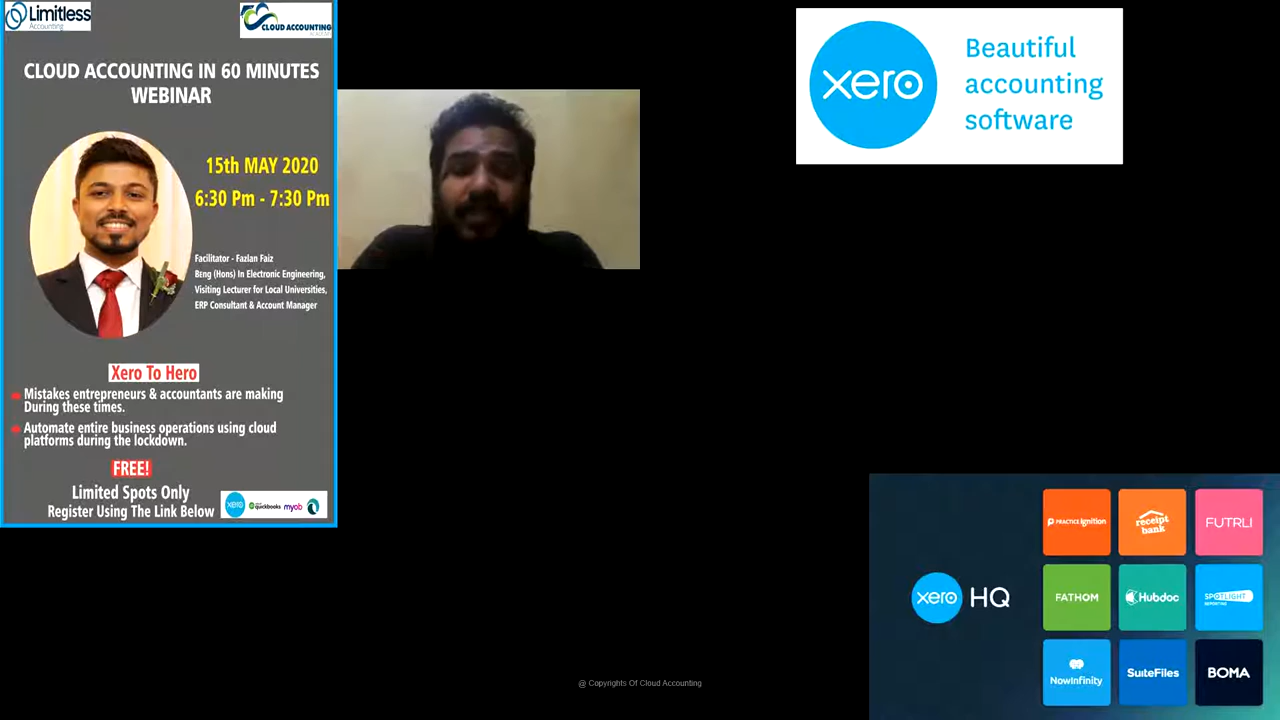 Limitless
Accounting
CLOUD ACCOUNTING
ACADEMY
CLOUD ACCOUNTING IN 60 MINUTES
WEBINAR
15th MAY 2020
6:30 Pm - 7:30 Pm
Facilitator - Fazlan Faiz
Beng (Hons) In Electronic Engineering,
Visiting Lecturer for Local Universities,
ERP Consultant & Account Manager
Xero To Hero
Mistakes entrepreneurs & accountants are making
During these times.
Automate entire business operations using cloud
platforms during the lockdown.
FREE!
Limited Spots Only
Register Using The Link Below
xero
quickbooks
myob
xero
Beautiful
accounting
software
xero HQ
PRACTICE ignition
receipt
bank
FUTRLI
FATHOM
Hubdoc
SPOTLIGHT
REPORTING
NowInfinity
SuiteFiles
BOMA
@ Copyrights Of Cloud Accounting